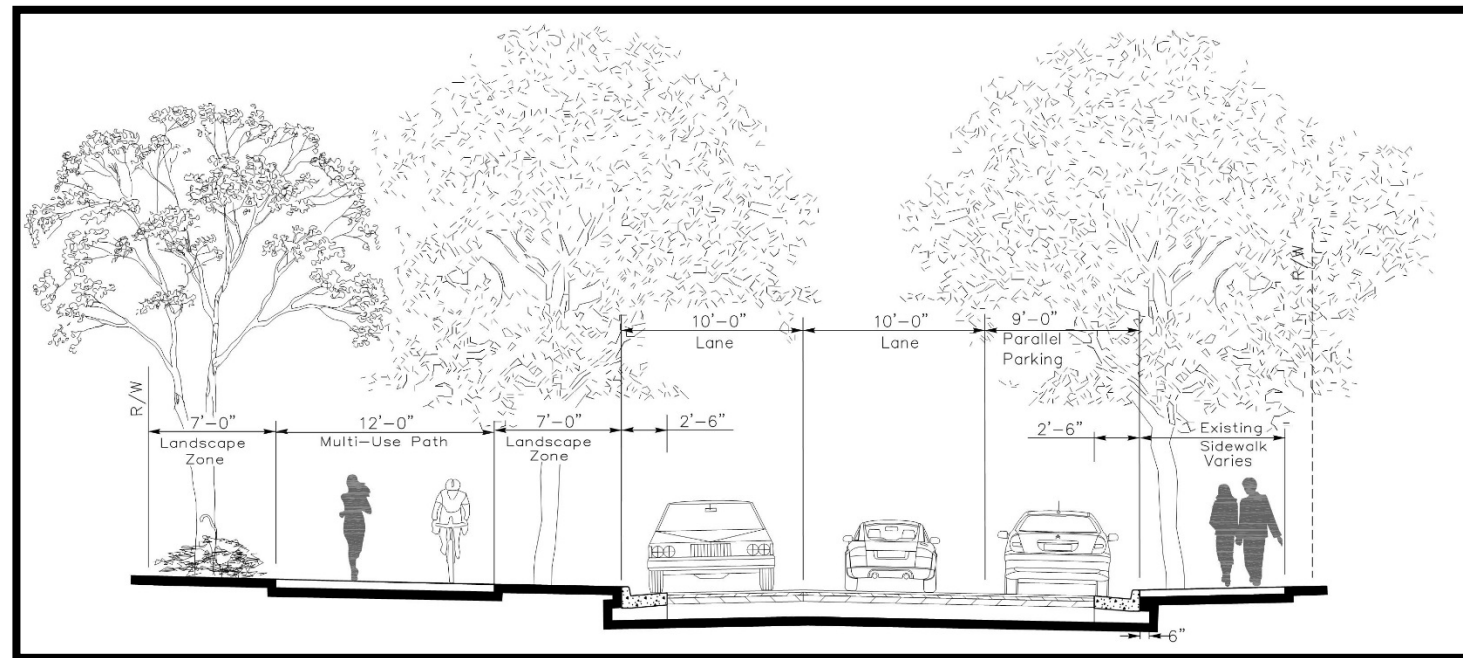 10'-0"
Lane
10'-0"
Lane
9'-0"
Parallel
Parking
R/W
R/W
7'-0"
Landscape
Zone
12'-0"
Multi-Use Path
7'-0"
Landscape
Zone
2'-6"
2'-6"
Existing
Sidewalk
Varies
6"